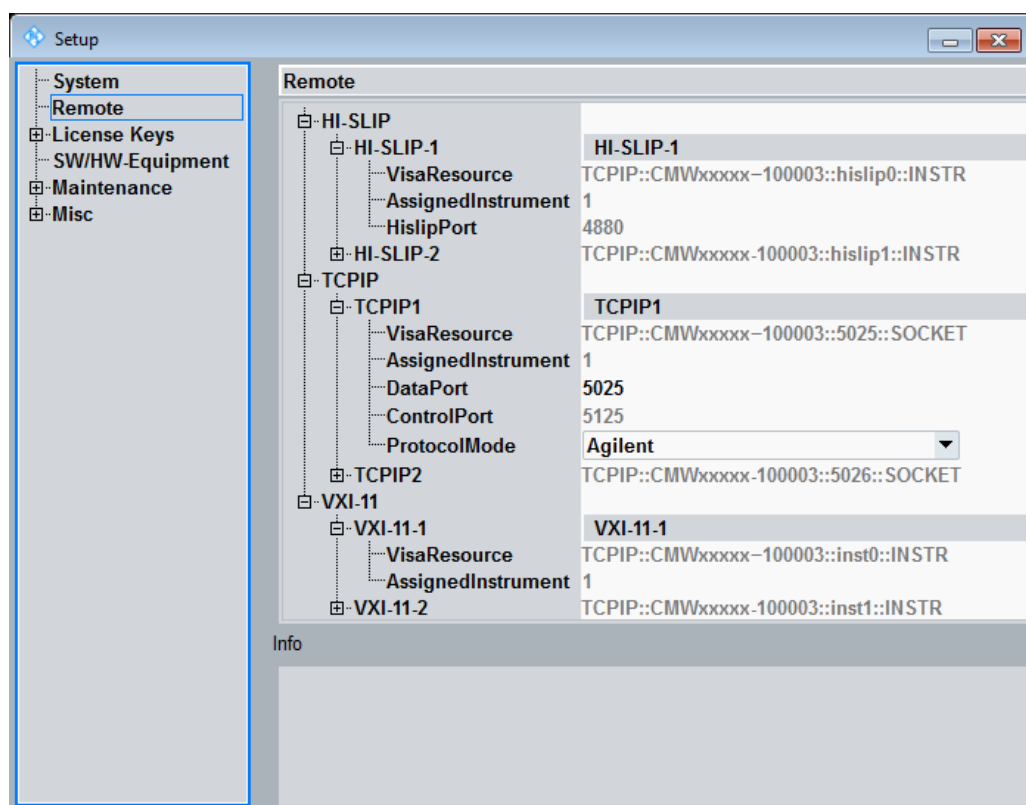 Setup
System
Remote
License Keys
SW/HW-Equipment
Maintenance
Misc
Remote
HI-SLIP
HI-SLIP-1 HI-SLIP-1
VisaResource TCPIP::CMWxxxxx–100003::hislip0::INSTR
AssignedInstrument 1
HislipPort 4880
HI-SLIP-2 TCPIP::CMWxxxxx-100003::hislip1::INSTR
TCPIP
TCPIP1 TCPIP1
VisaResource TCPIP::CMWxxxxx–100003::5025::SOCKET
AssignedInstrument 1
DataPort 5025
ControlPort 5125
ProtocolMode Agilent
TCPIP2 TCPIP::CMWxxxxx-100003::5026::SOCKET
VXI-11
VXI-11-1 VXI-11-1
VisaResource TCPIP::CMWxxxxx–100003::inst0::INSTR
AssignedInstrument 1
VXI-11-2 TCPIP::CMWxxxxx-100003::inst1::INSTR
Info